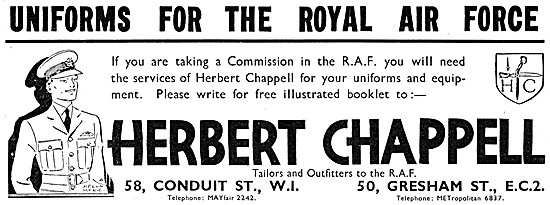 UNIFORMS FOR THE ROYAL AIR FORCE
If you are taking a Commission in the R.A.F. you will need
the services of Herbert Chappell for your uniforms and equip-
ment. Please write for free illustrated booklet to :—
H C
HERBERT CHAPPELL
Tailors and Outfitters to the R.A.F.
58, CONDUIT ST., W.I.
50, GRESHAM ST., E.C.2.
Telephone: MAYfair 2242.
Telephone: METropolitan 6837.